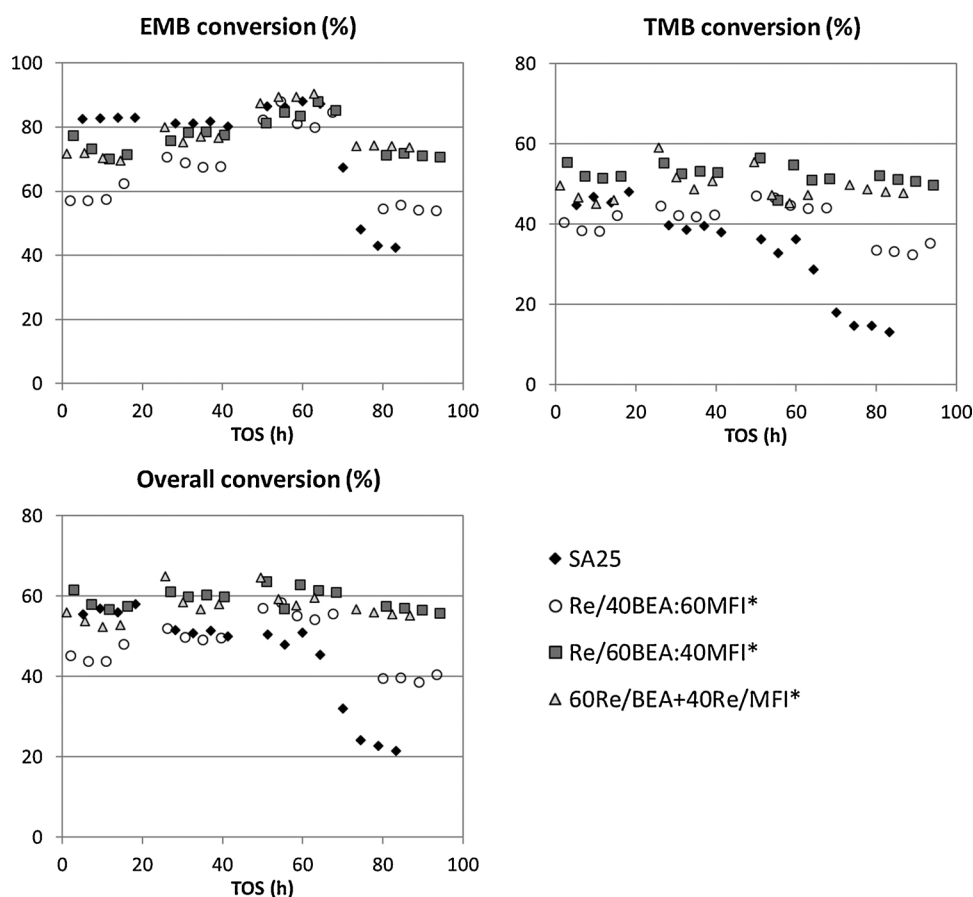 EMB conversion (%)
100
80
60
40
20
0
0 20 40 60 80 100
TOS (h)
TMB conversion (%)
80
60
40
20
0
0 20 40 60 80 100
TOS (h)
Overall conversion (%)
80
60
40
20
0
0 20 40 60 80 100
TOS (h)
SA25
Re/40BEA:60MFI*
Re/60BEA:40MFI*
60Re/BEA+40Re/MFI*